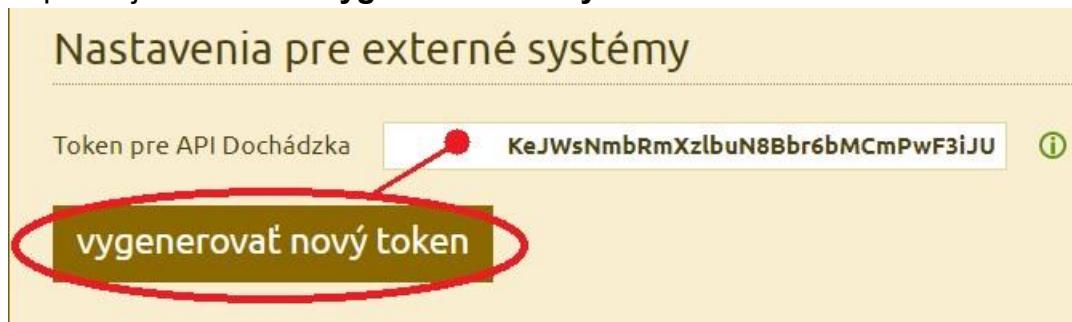 Nastavenia pre externé systémy
Token pre API Dochádzka KeJWsNmbRmXzlbuN8Bbr6bMCmPwF3iJU
vygenerovať nový token